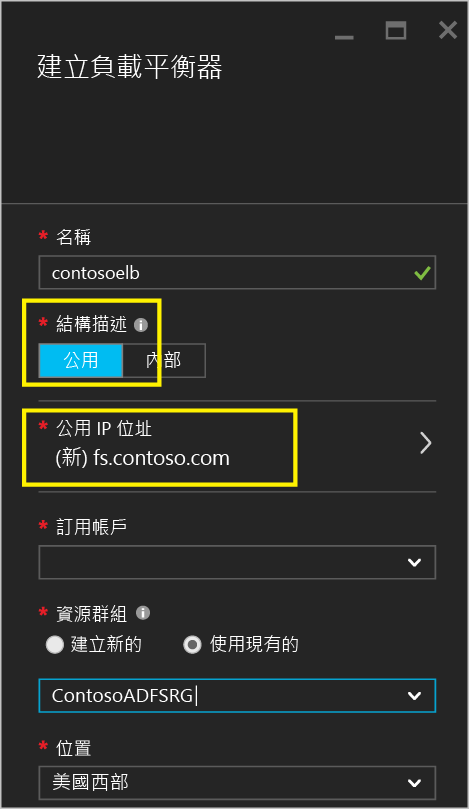 建立負載平衡器
* 名稱
contosoelb
* 結構描述 i
公用 內部
* 公用 IP 位址
(新) fs.contoso.com
* 訂用帳戶
* 資源群組 i
建立新的 使用現有的
ContosoADFSRG
* 位置
美國西部